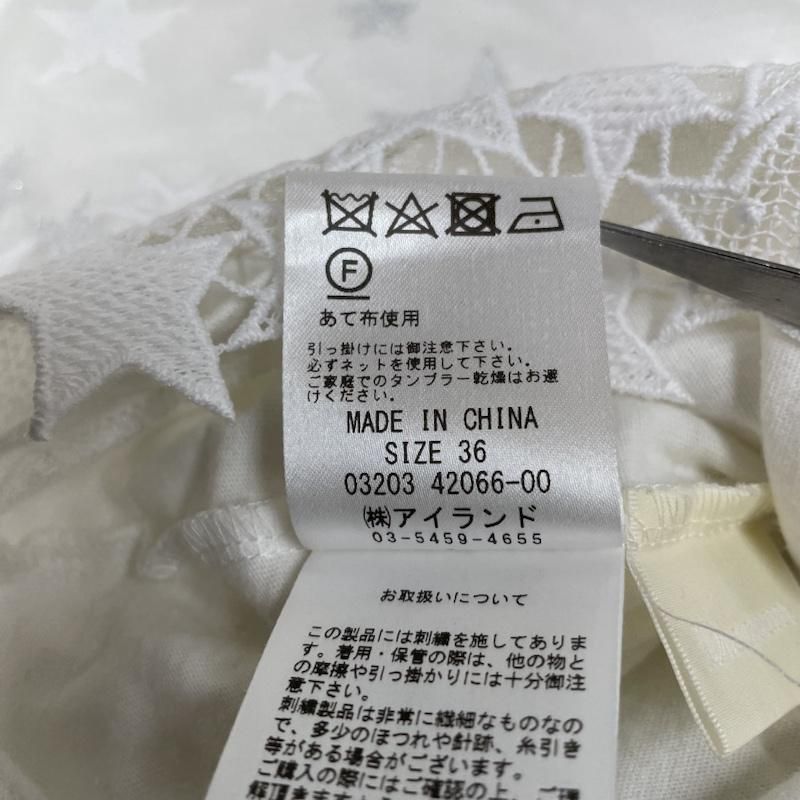 F
あて布使用
引っ掛けには御注意下さい。
必ずネットを使用して下さい。
ご家庭でのタンブラー乾燥はお避
けください。
MADE IN CHINA
SIZE 36
03203 42066-00
㈱アイランド
03-5459-4655
お取扱いについて
この製品には刺繍を施してありま
す。着用・保管の際は、他の物と
の摩擦や引っ掛かりには十分御注
意下さい。
刺繍製品は非常に繊細なものなの
で、多少のほつれや針跡、糸引き
等がある場合がございます。
ご購入の際にはご確認の上、ご理
解頂きます